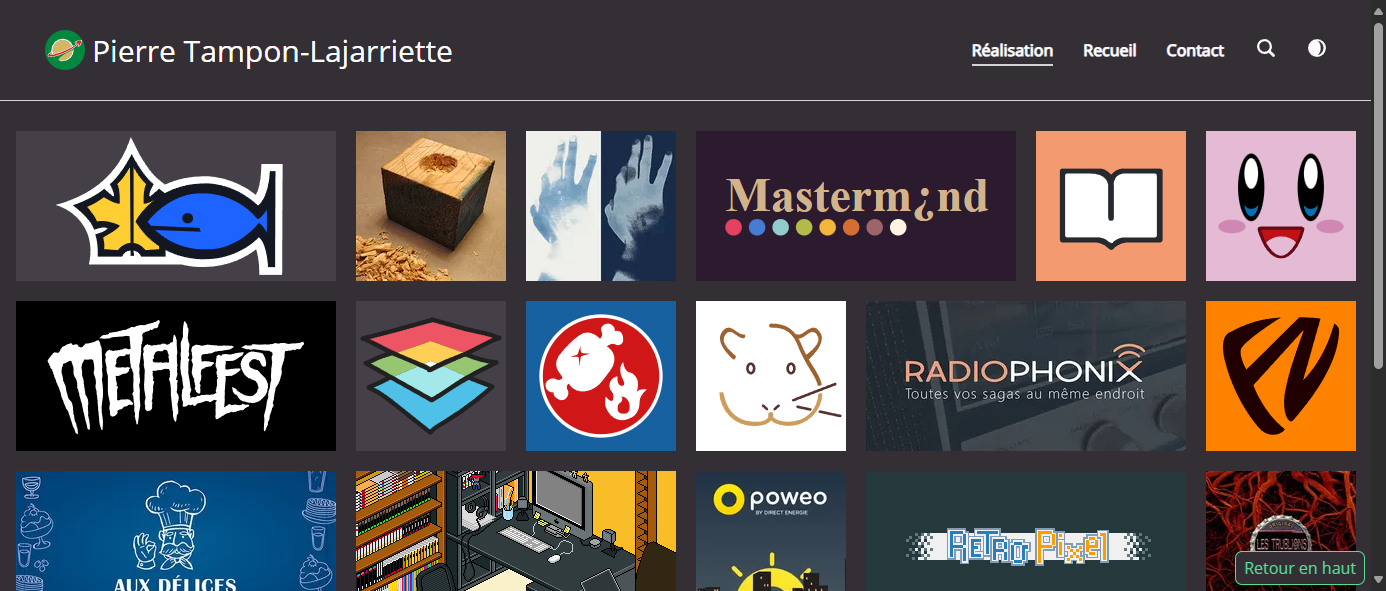 Pierre Tampon-Lajarriette
Réalisation Recueil Contact
Masterm¿nd
METALFEST
RADIOPHONIX
Toutes vos sagas au même endroit
AUX DÉLICES
poweo
BY DIRECT ENERGIE
RETRO PixEl
LES TRUBLIONS
Retour en haut